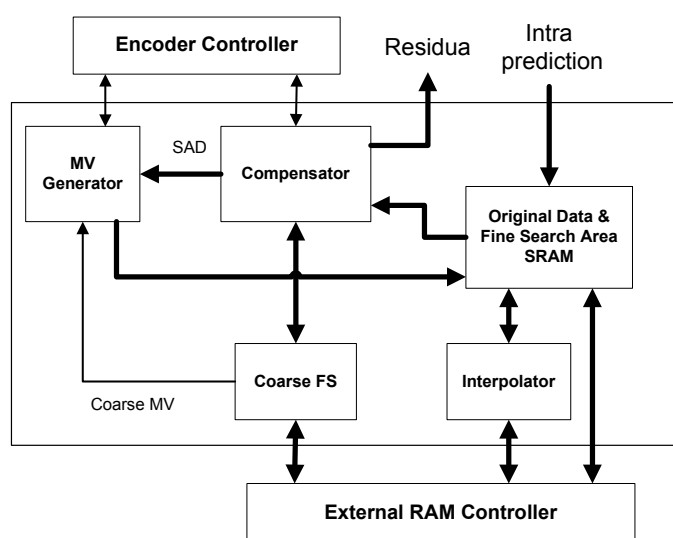 Encoder Controller
Residua
Intra
prediction
MV
Generator
SAD
Compensator
Original Data &
Fine Search Area
SRAM
Coarse FS
Interpolator
Coarse MV
External RAM Controller